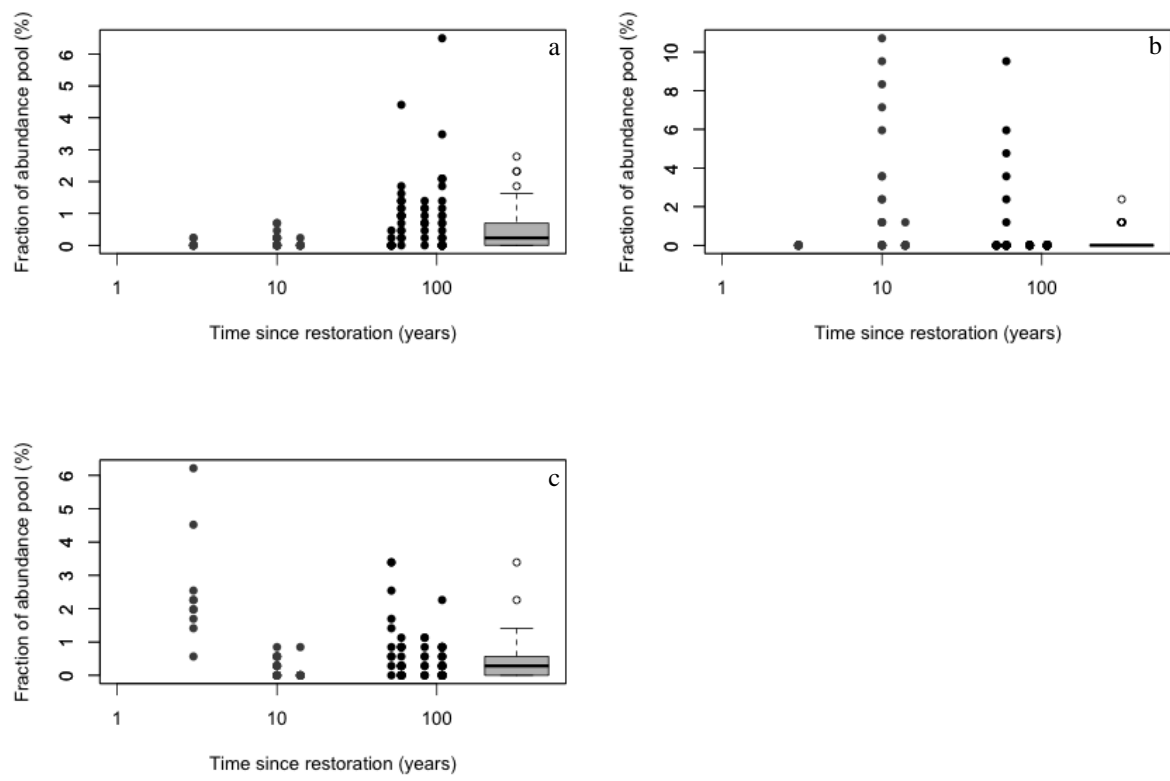 a
Fraction of abundance pool (%)
6
5
4
3
2
1
0
1 10 100
Time since restoration (years)
b
Fraction of abundance pool (%)
10
8
6
4
2
0
1 10 100
Time since restoration (years)
c
Fraction of abundance pool (%)
6
5
4
3
2
1
0
1 10 100
Time since restoration (years)